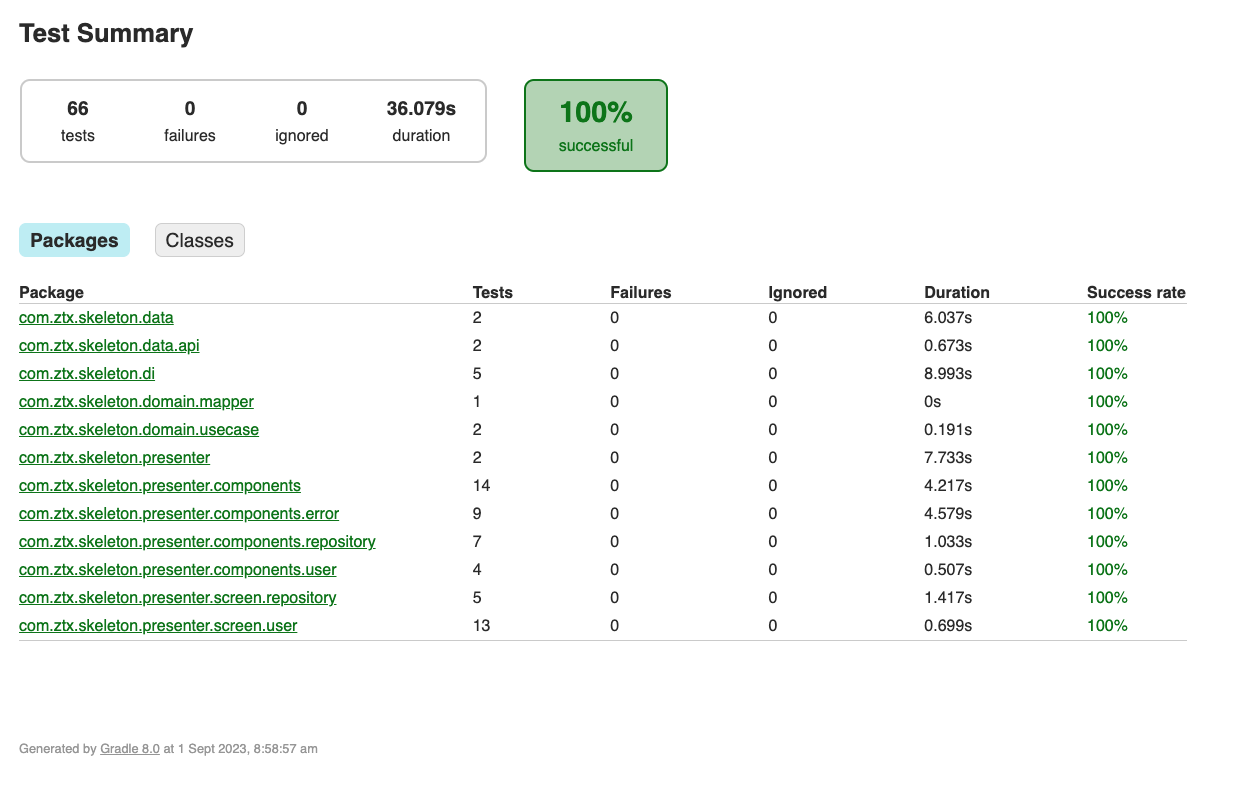 Test Summary
66 0 0 36.079s
tests failures ignored duration
100%
successful
Packages Classes
Package Tests Failures Ignored Duration Success rate
com.ztx.skeleton.data 2 0 0 6.037s 100%
com.ztx.skeleton.data.api 2 0 0 0.673s 100%
com.ztx.skeleton.di 5 0 0 8.993s 100%
com.ztx.skeleton.domain.mapper 1 0 0 0s 100%
com.ztx.skeleton.domain.usecase 2 0 0 0.191s 100%
com.ztx.skeleton.presenter 2 0 0 7.733s 100%
com.ztx.skeleton.presenter.components 14 0 0 4.217s 100%
com.ztx.skeleton.presenter.components.error 9 0 0 4.579s 100%
com.ztx.skeleton.presenter.components.repository 7 0 0 1.033s 100%
com.ztx.skeleton.presenter.components.user 4 0 0 0.507s 100%
com.ztx.skeleton.presenter.screen.repository 5 0 0 1.417s 100%
com.ztx.skeleton.presenter.screen.user 13 0 0 0.699s 100%
Generated by Gradle 8.0 at 1 Sept 2023, 8:58:57 am